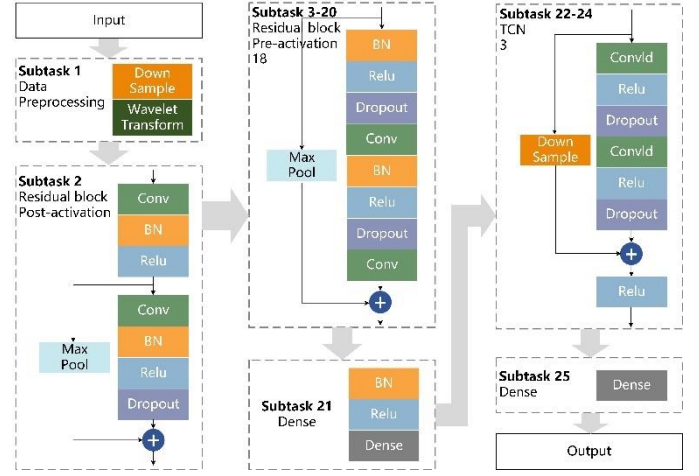 Input
Subtask 1
Data
Preprocessing
Down
Sample
Wavelet
Transform
Subtask 2
Residual block
Post-activation
Conv
BN
Relu
Conv
BN
Relu
Dropout
Max
Pool
Subtask 3-20
Residual block
Pre-activation
18
BN
Relu
Dropout
Conv
BN
Relu
Dropout
Conv
Max
Pool
Subtask 21
Dense
BN
Relu
Dense
Subtask 22-24
TCN
3
Convld
Relu
Dropout
Convld
Relu
Dropout
Down
Sample
Relu
Subtask 25
Dense
Dense
Output